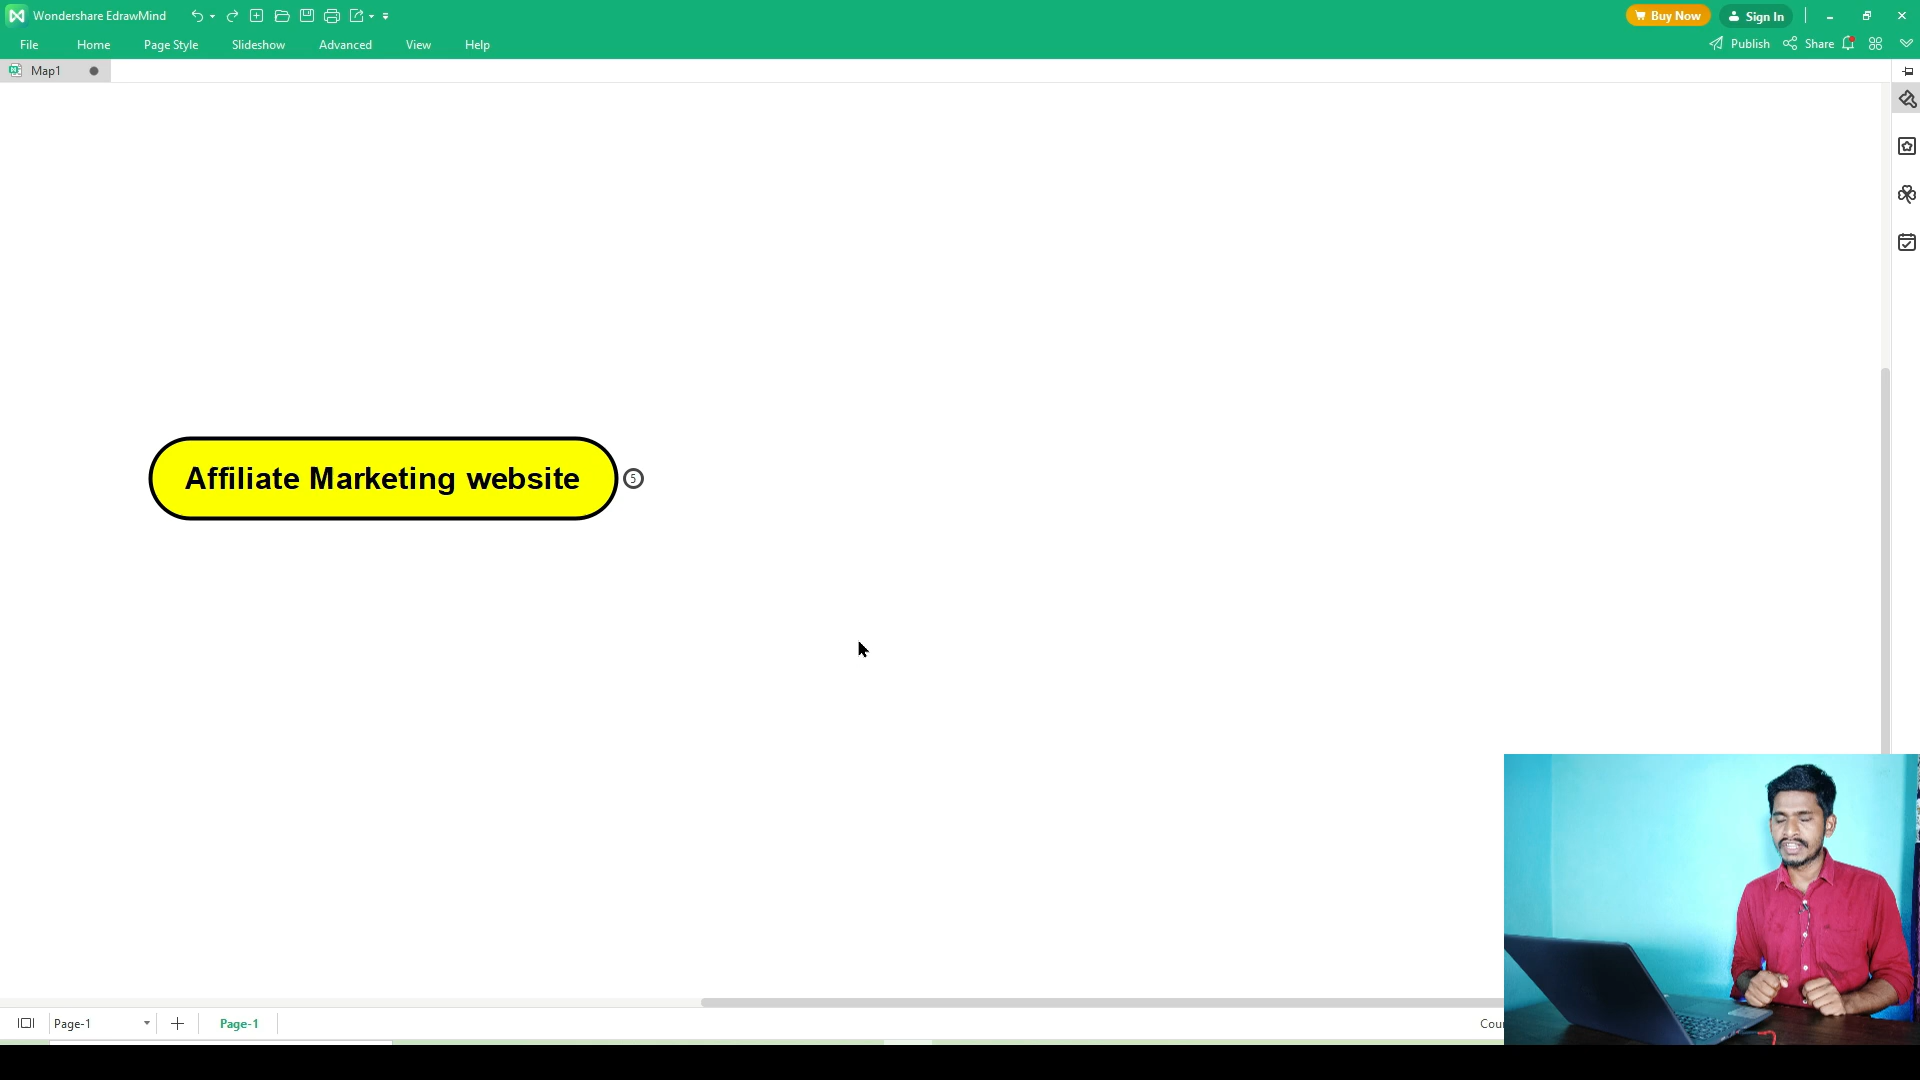 Wondershare EdrawMind
Buy Now
Sign In
File Home Page Style Slideshow Advanced View Help
Publish Share
Map1
Affiliate Marketing website
5
Page-1
Page-1
Cou